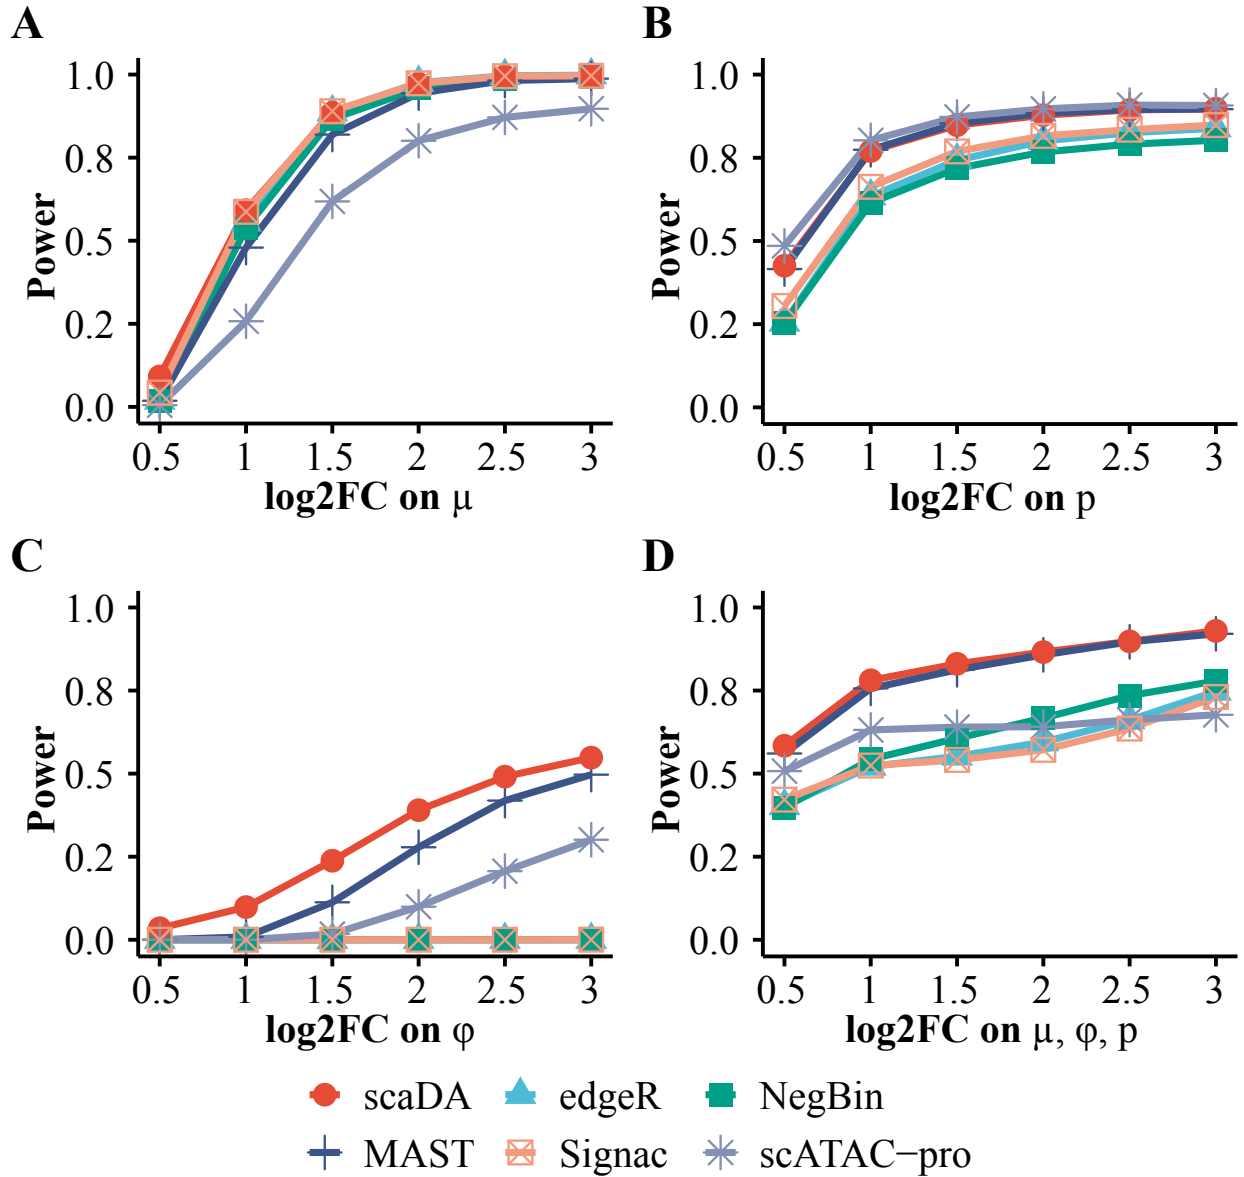 A
1.0
0.8
0.5
0.2
0.0
Power
0.5 1 1.5 2 2.5 3
log2FC on μ
B
1.0
0.8
0.5
0.2
0.0
Power
0.5 1 1.5 2 2.5 3
log2FC on p
C
1.0
0.8
0.5
0.2
0.0
Power
0.5 1 1.5 2 2.5 3
log2FC on φ
D
1.0
0.8
0.5
0.2
0.0
Power
0.5 1 1.5 2 2.5 3
log2FC on μ, φ, p
scaDA edgeR NegBin
MAST Signac scATAC−pro